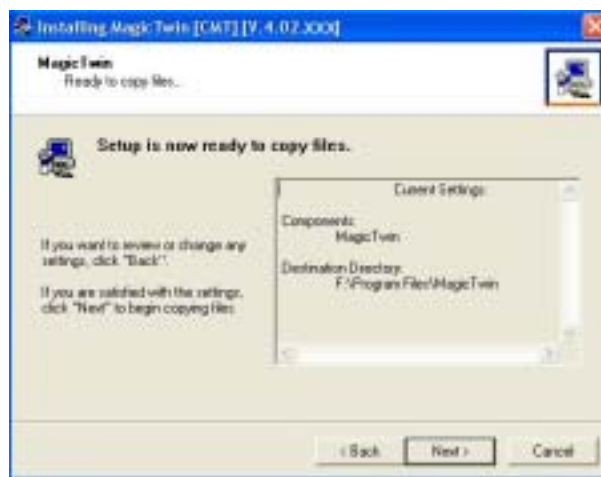 Installing MagicTwin [CMT] [V. 4.02.XXX]
MagicTwin
Ready to copy files...
Setup is now ready to copy files.
Current Settings:
Components:
MagicTwin
Destination Directory:
F:\Program Files\MagicTwin
If you want to review or change any
settings, click "Back".
If you are satisfied with the settings,
click "Next" to begin copying files
< Back
Next >
Cancel